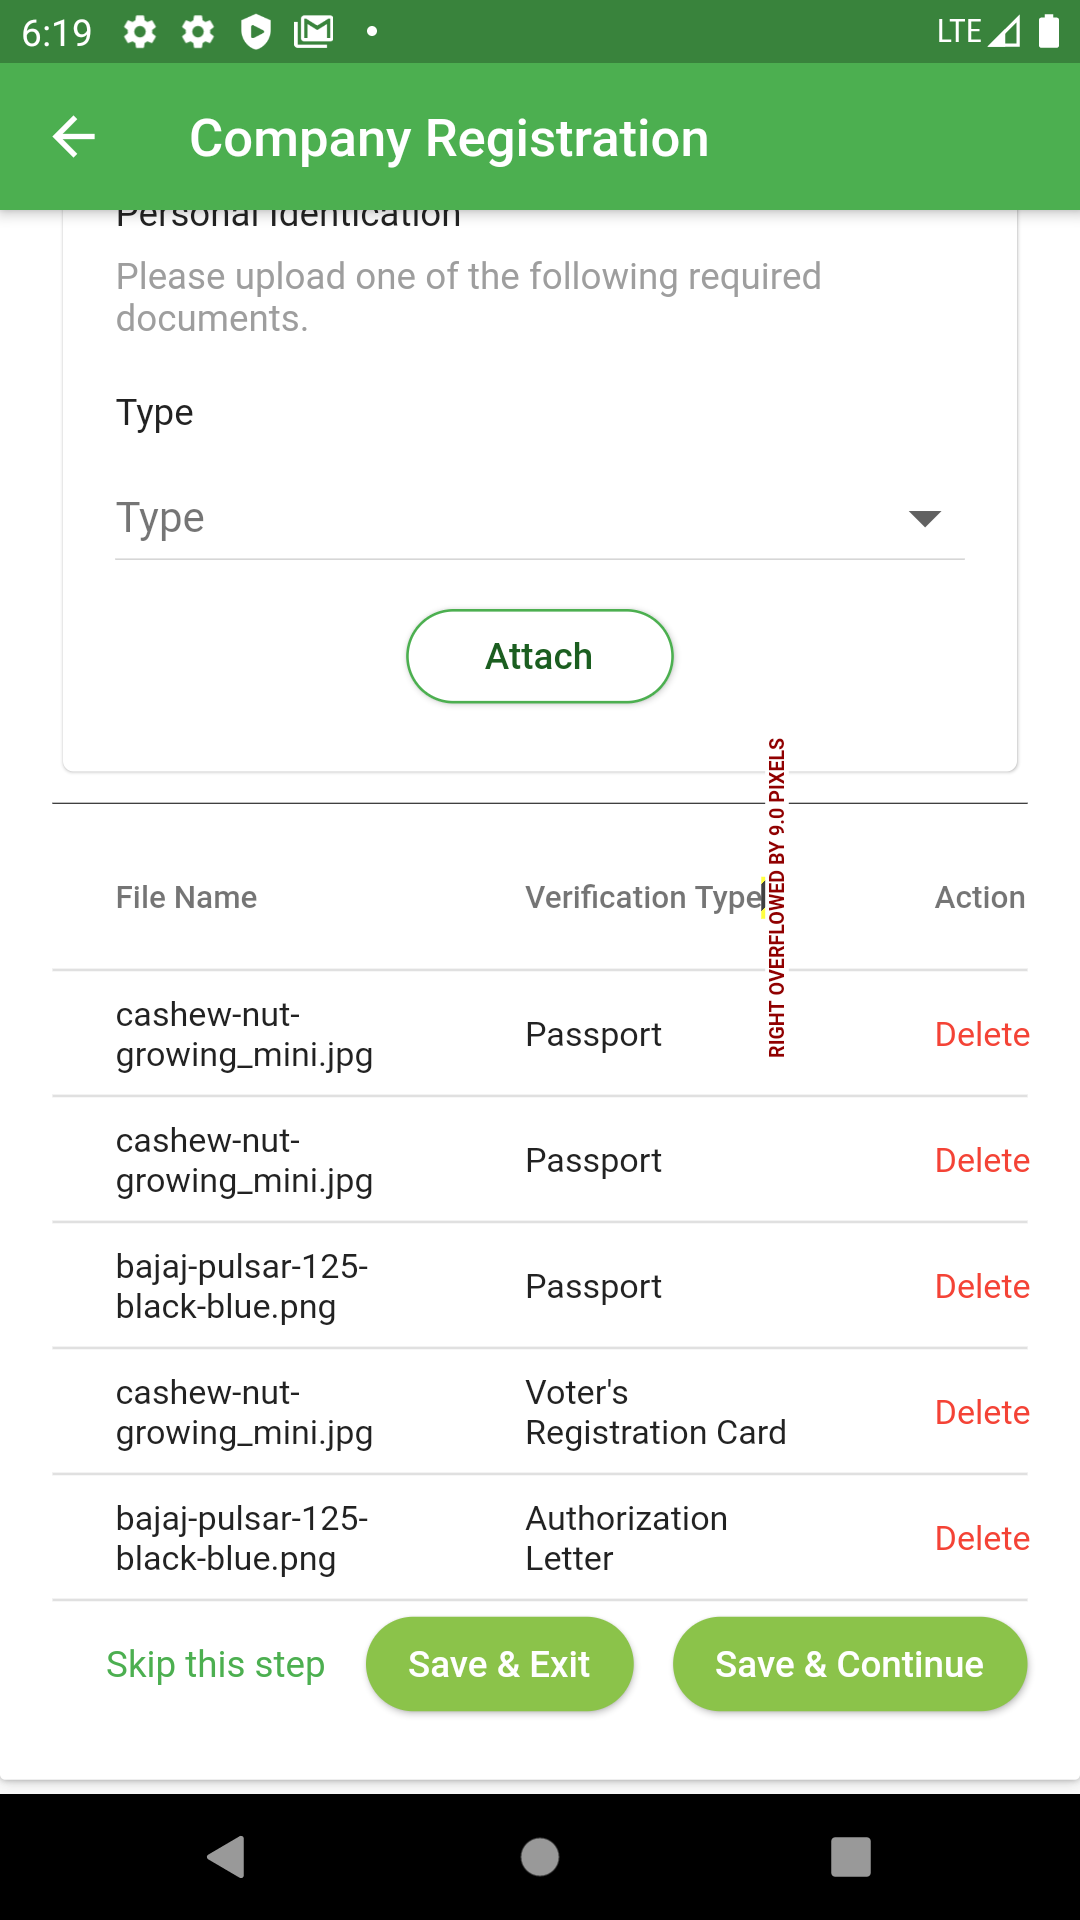 6:19 LTE
Company Registration
Personal Identication
Please upload one of the following required
documents.
Type
Type
Attach
RIGHT OVERFLOWED BY 9.0 PIXELS
File Name Verification Type Action
cashew-nut-
growing_mini.jpg Passport Delete
cashew-nut-
growing_mini.jpg Passport Delete
bajaj-pulsar-125-
black-blue.png Passport Delete
cashew-nut- Voter's
growing_mini.jpg Registration Card Delete
bajaj-pulsar-125- Authorization
black-blue.png Letter Delete
Skip this step Save & Exit Save & Continue